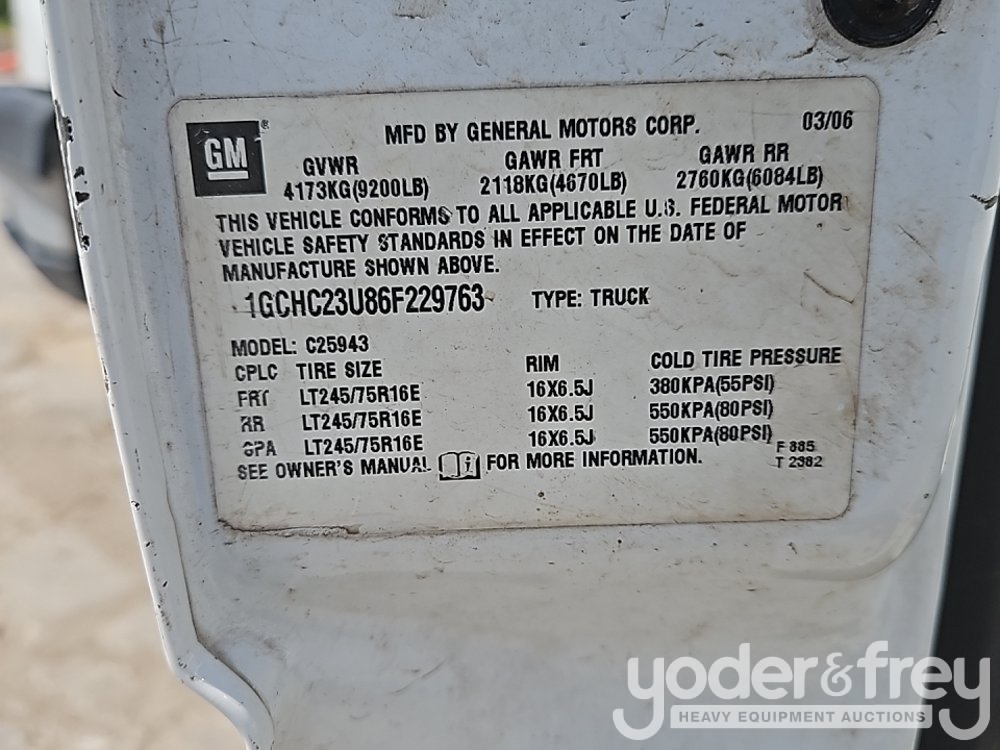 GM ®
MFD BY GENERAL MOTORS CORP. 03/06
GVWR GAWR FRT GAWR RR
4173KG(9200LB) 2118KG(4670LB) 2760KG(6084LB)
THIS VEHICLE CONFORMS TO ALL APPLICABLE U.S. FEDERAL MOTOR
VEHICLE SAFETY STANDARDS IN EFFECT ON THE DATE OF
MANUFACTURE SHOWN ABOVE.
1GCHC23U86F229763 TYPE: TRUCK
MODEL: C25943
CPLC TIRE SIZE RIM COLD TIRE PRESSURE
FRT LT245/75R16E 16X6.5J 380KPA(55PSI)
RR LT245/75R16E 16X6.5J 550KPA(80PSI)
SPA LT245/75R16E 16X6.5J 550KPA(80PSI)
SEE OWNER'S MANUAL i FOR MORE INFORMATION.
F 885
T 2382
yoder&frey
HEAVY EQUIPMENT AUCTIONS